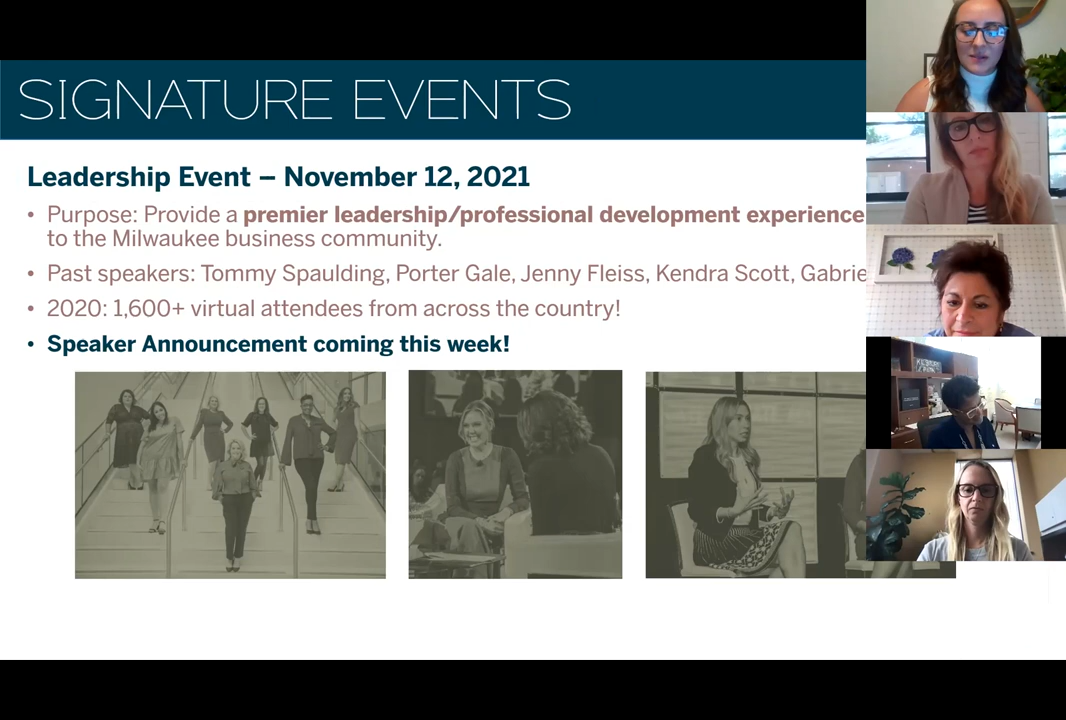 SIGNATURE EVENTS
Leadership Event – November 12, 2021
• Purpose: Provide a premier leadership/professional development experience
to the Milwaukee business community.
• Past speakers: Tommy Spaulding, Porter Gale, Jenny Fleiss, Kendra Scott,
• 2020: 1,600+ virtual attendees from across the country!
• Speaker Announcement coming this week!